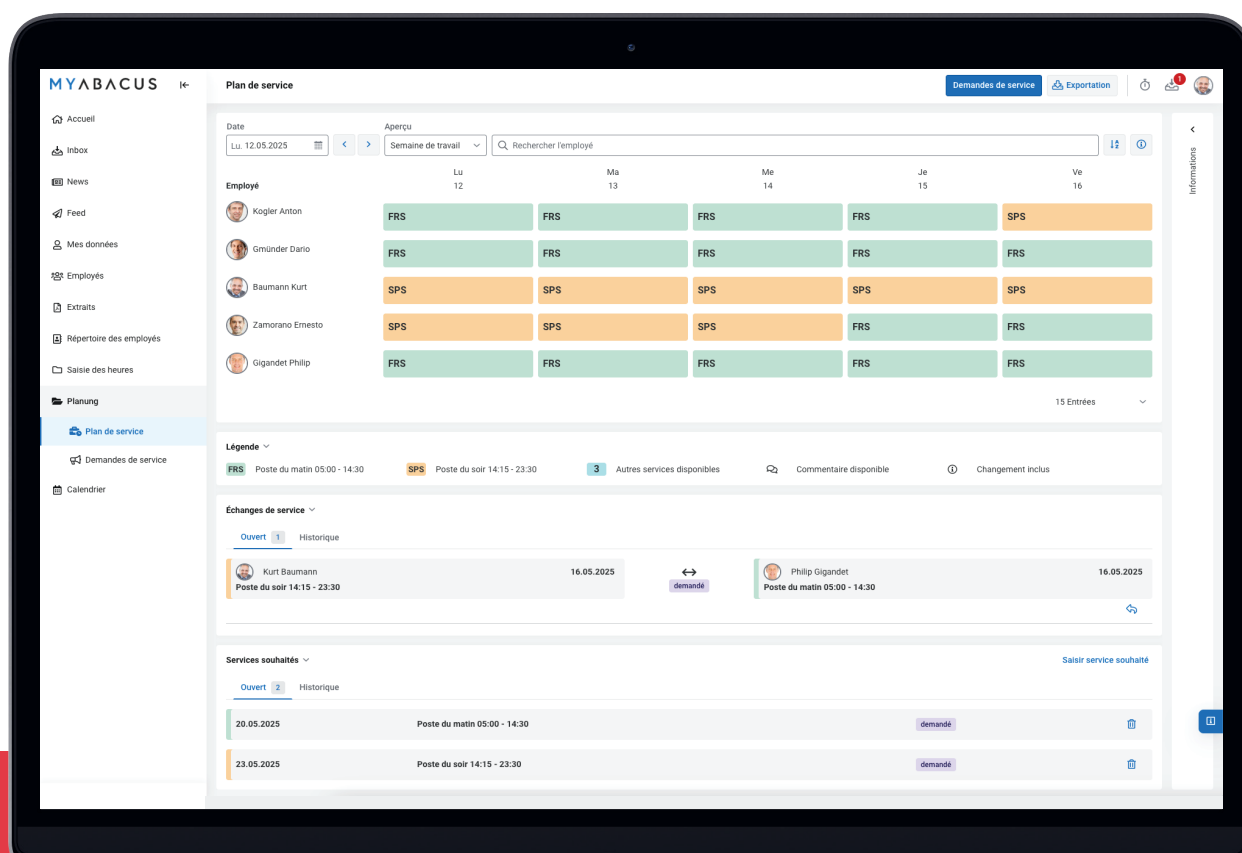 MYABACUS
Plan de service
Demandes de service
Exportation
1
Accueil
Inbox
News
Feed
Mes données
Employés
Extraits
Répertoire des employés
Saisie des heures
Planung
Plan de service
Demandes de service
Calendrier
Date
Aperçu
Lu. 12.05.2025
Semaine de travail
Rechercher l'employé
Informations
Employé
Lu Ma Me Je Ve
12 13 14 15 16
Kogler Anton FRS FRS FRS FRS SPS
Gmünder Dario FRS FRS FRS FRS FRS
Baumann Kurt SPS SPS SPS SPS SPS
Zamorano Ernesto SPS SPS SPS FRS FRS
Gigandet Philip FRS FRS FRS FRS FRS
15 Entrées
Légende
FRS Poste du matin 05:00 - 14:30 SPS Poste du soir 14:15 - 23:30 3 Autres services disponibles Commentaire disponible Changement inclus
Échanges de service
Ouvert 1 Historique
Kurt Baumann 16.05.2025
Poste du soir 14:15 - 23:30
demandé
Philip Gigandet 16.05.2025
Poste du matin 05:00 - 14:30
Services souhaités
Saisir service souhaité
Ouvert 2 Historique
20.05.2025 Poste du matin 05:00 - 14:30 demandé
23.05.2025 Poste du soir 14:15 - 23:30 demandé